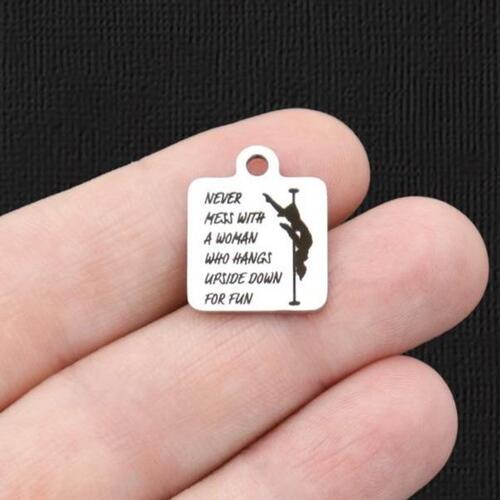 NEVER
MESS WITH
A WOMAN
WHO HANGS
UPSIDE DOWN
FOR FUN